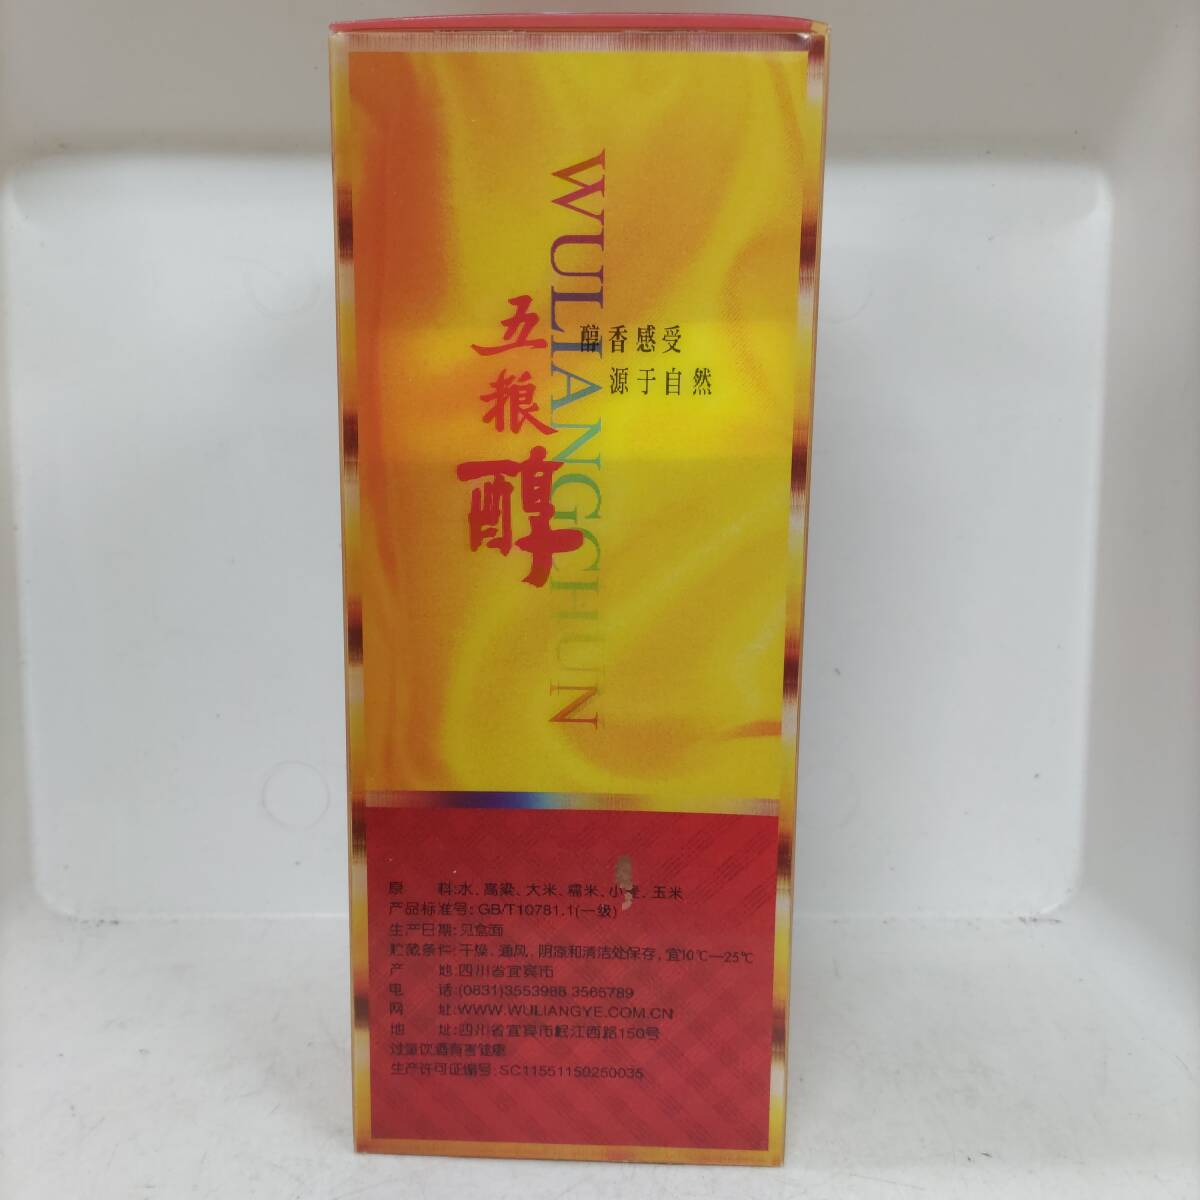 WULIANGCHUN
五粮醇
醇香感受
源于自然
原 料:水、高粱、大米、糯米、小 、玉米
产品标准号: GB/T10781.1(一级)
生产日期: 见盒面
贮藏条件: 干燥、通风、阴凉和清洁处保存, 宜10℃—25℃
产 地:四川省宜宾市
电 话:(0831)3553988 3565789
网 址:WWW.WULIANGYE.COM.CN
地 址:四川省宜宾市岷江西路150号
过量饮酒有害健康
生产许可证编号: SC11551150250035